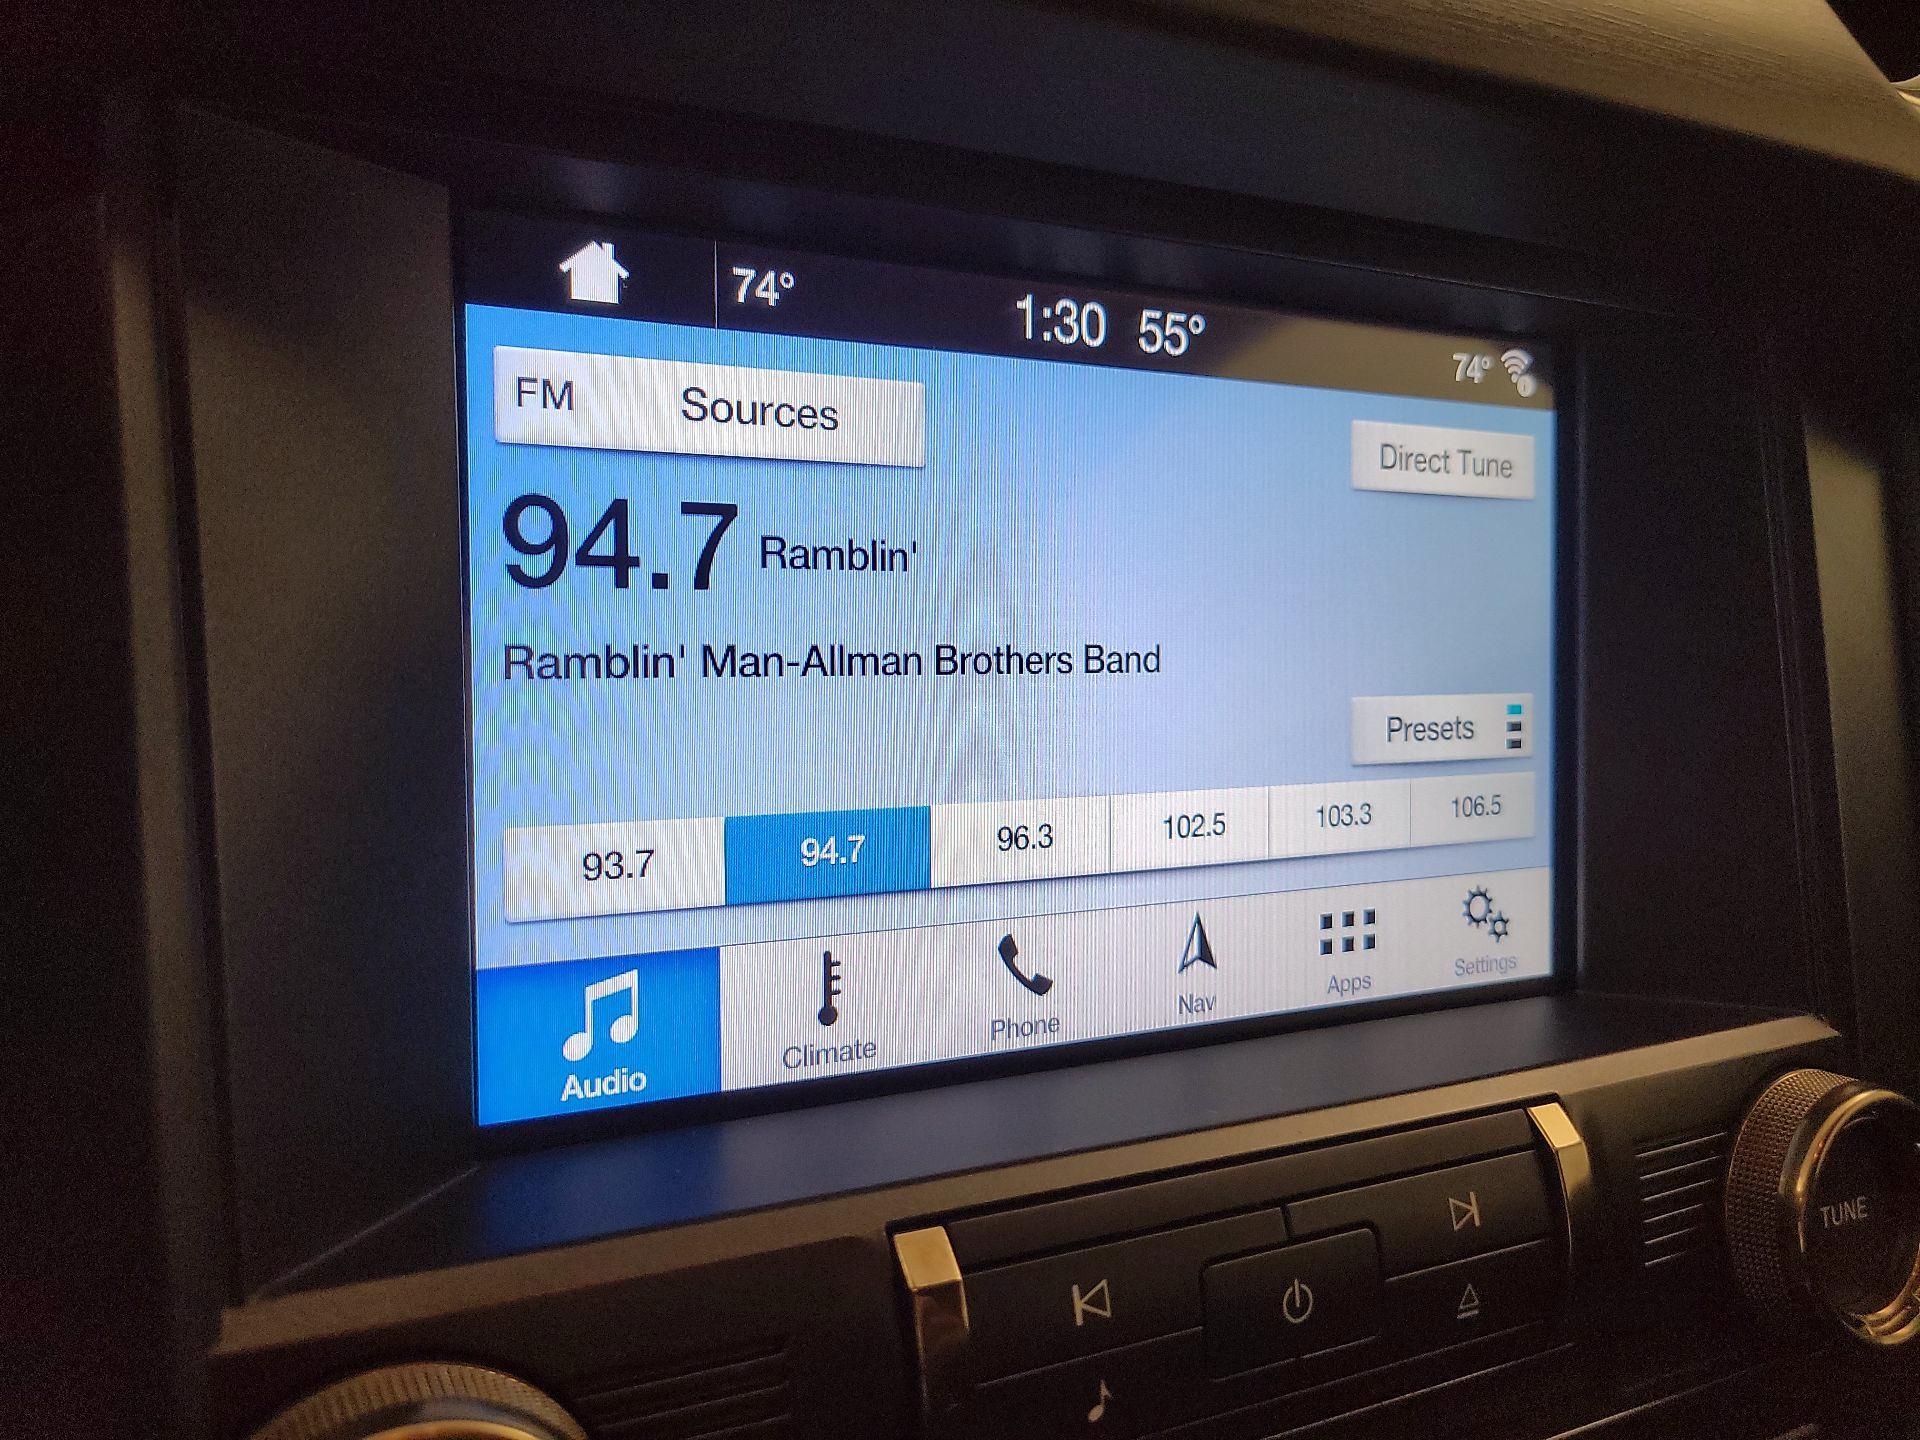 74° 1:30 55° 74°
FM Sources
Direct Tune
94.7 Ramblin'
Ramblin' Man-Allman Brothers Band
Presets
93.7 94.7 96.3 102.5 103.3 106.5
Audio Climate Phone Nav Apps Settings
TUNE